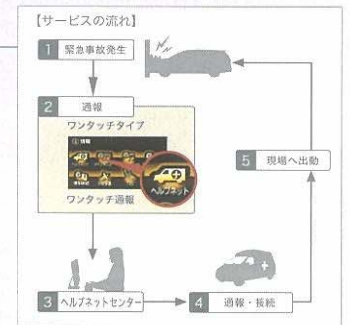 【サービスの流れ】
1 緊急事故発生
2 通報
ワンタッチタイプ
情報
ヘルプネット
ワンタッチ通報
5 現場へ出動
3 ヘルプネットセンター
4 通報・接続